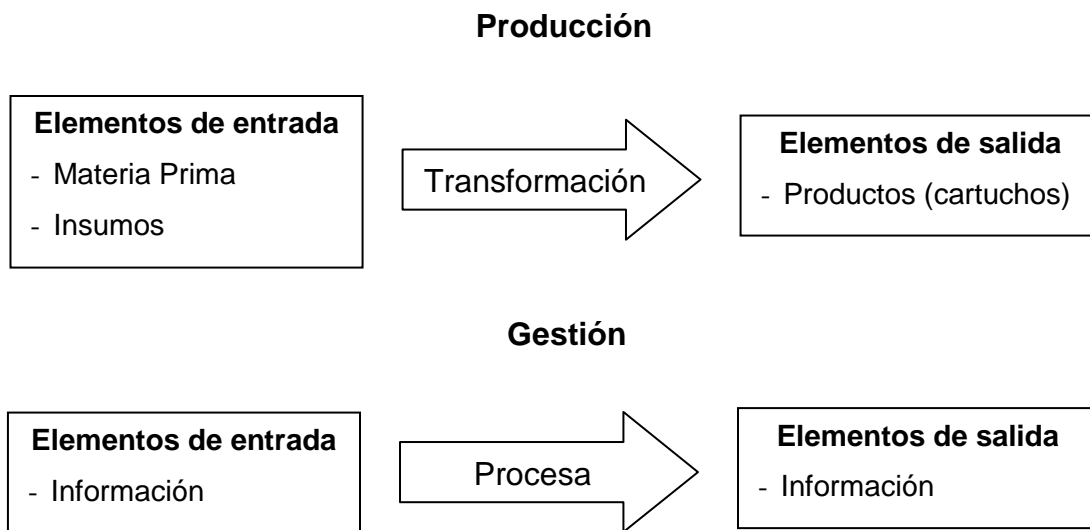 Producción
Elementos de entrada
- Materia Prima
- Insumos
Transformación
Elementos de salida
- Productos (cartuchos)
Gestión
Elementos de entrada
- Información
Procesa
Elementos de salida
- Información